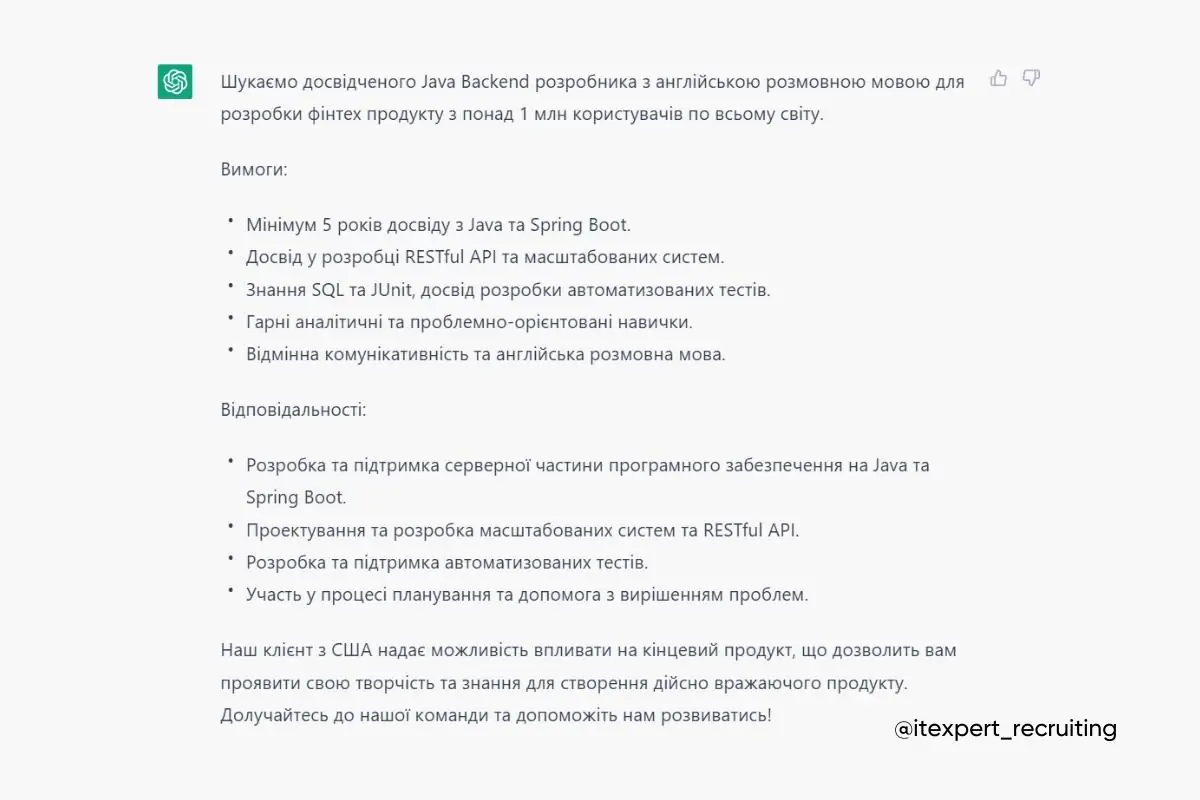 Шукаємо досвідченого Java Backend розробника з англійською розмовною мовою для
розробки фінтех продукту з понад 1 млн користувачів по всьому світу.
Вимоги:
• Мінімум 5 років досвіду з Java та Spring Boot.
• Досвід у розробці RESTful API та масштабованих систем.
• Знання SQL та JUnit, досвід розробки автоматизованих тестів.
• Гарні аналітичні та проблемно-орієнтовані навички.
• Відмінна комунікативність та англійська розмовна мова.
Відповідальності:
• Розробка та підтримка серверної частини програмного забезпечення на Java та
Spring Boot.
• Проектування та розробка масштабованих систем та RESTful API.
• Розробка та підтримка автоматизованих тестів.
• Участь у процесі планування та допомога з вирішенням проблем.
Наш клієнт з США надає можливість впливати на кінцевий продукт, що дозволить вам
проявити свою творчість та знання для створення дійсно вражаючого продукту.
Долучайтесь до нашої команди та допоможіть нам розвиватись!
@itexpert_recruiting